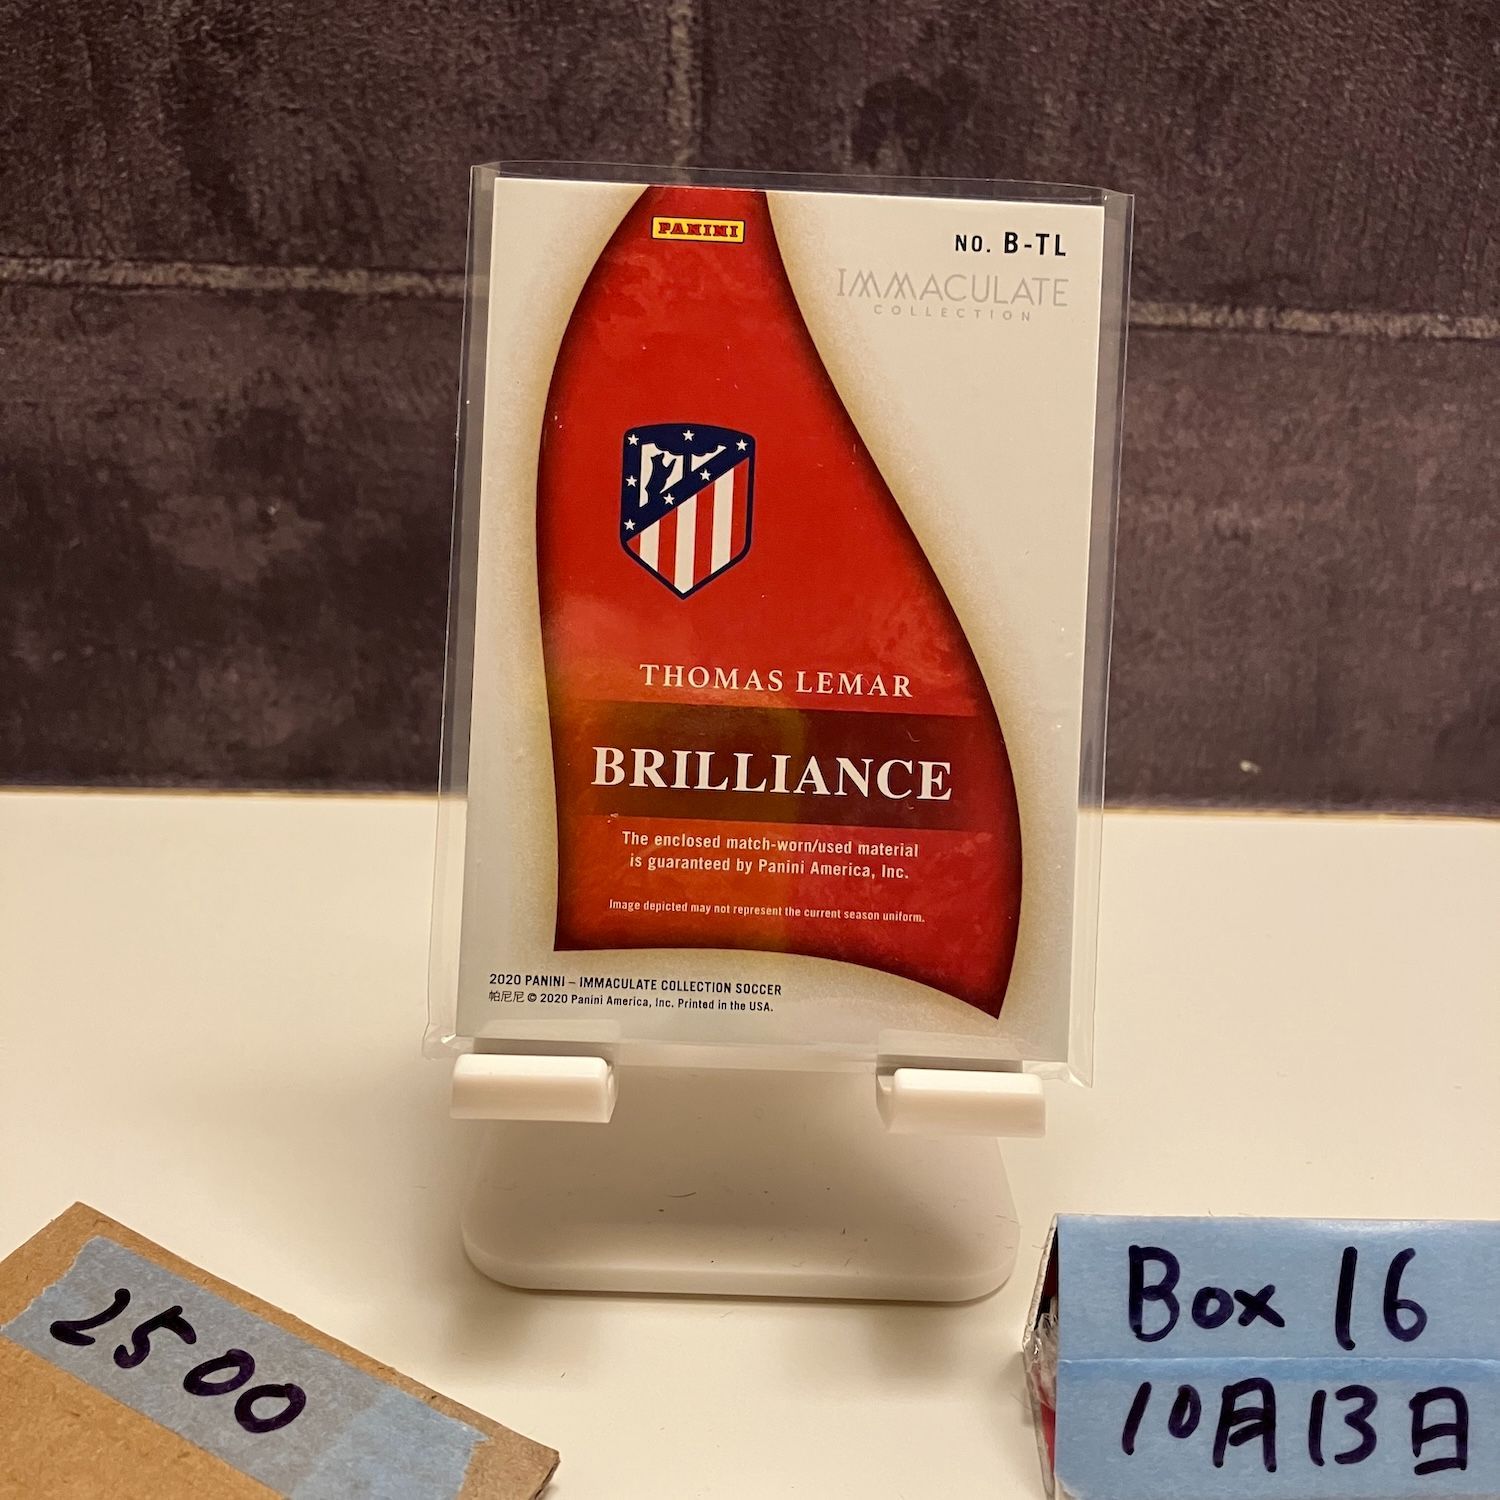 PANINI
NO. B-TL
IMMACULATE
COLLECTION
THOMAS LEMAR
BRILLIANCE
The enclosed match-worn/used material
is guaranteed by Panini America, Inc.
Image depicted may not represent the current season uniform.
2020 PANINI – IMMACULATE COLLECTION SOCCER
帕尼尼 © 2020 Panini America, Inc. Printed in the USA.
2500
Box 16
10月13日